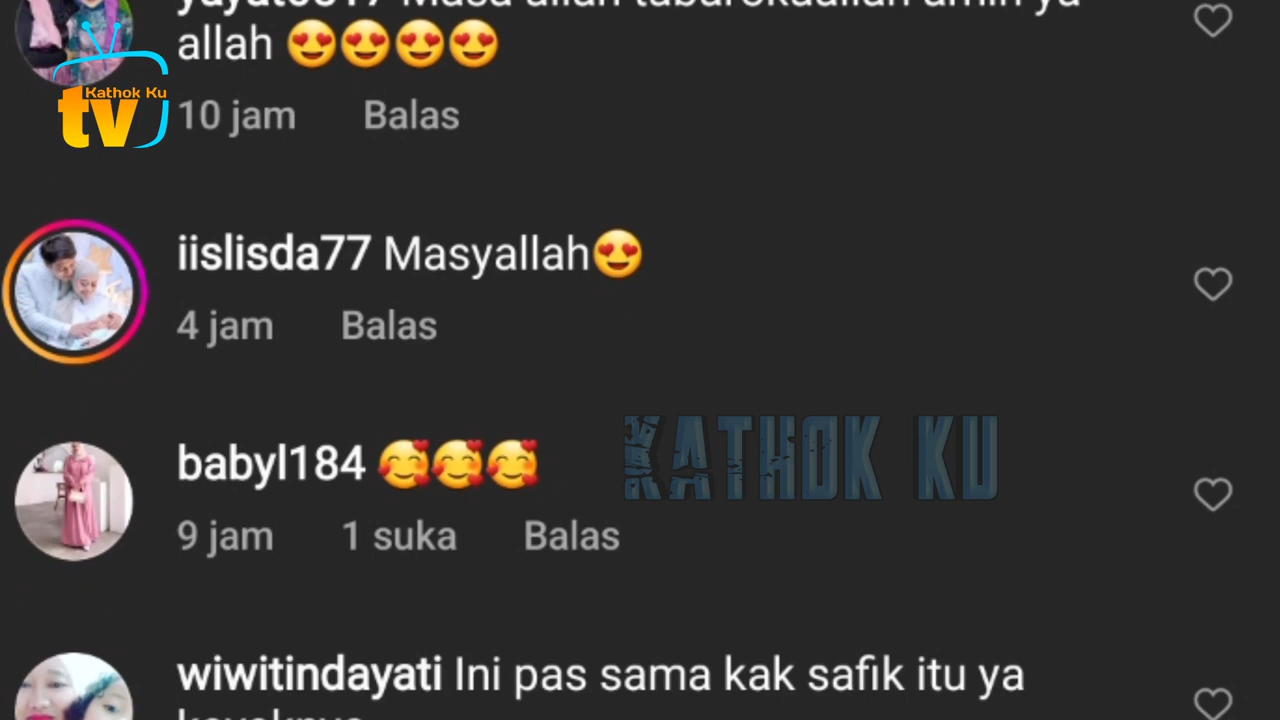 allah 😍😍😍😍
Kathok Ku
tv
10 jam Balas
iislisda77 Masyallah😍
4 jam Balas
babyl184 🥰🥰🥰
KATHOK KU
9 jam 1 suka Balas
wiwitindayati Ini pas sama kak safik itu ya